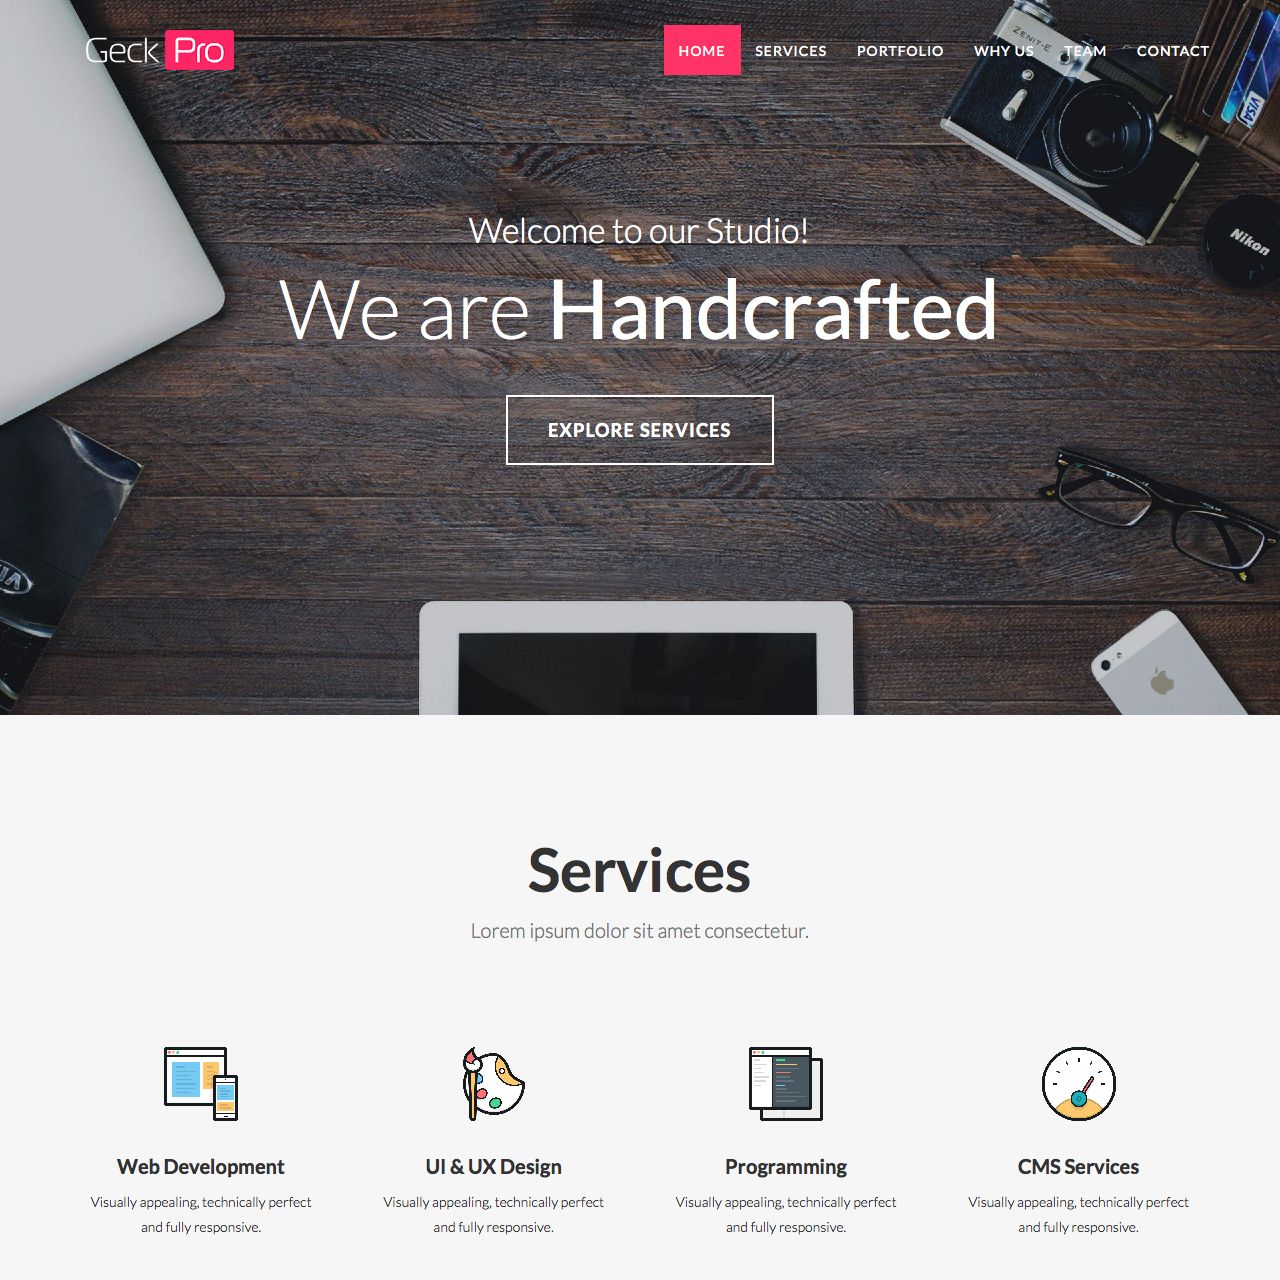 Geck Pro
HOME SERVICES PORTFOLIO WHY US TEAM CONTACT
ZENIT-E
VISA
Nikon
Welcome to our Studio!
We are Handcrafted
EXPLORE SERVICES
Services
Lorem ipsum dolor sit amet consectetur.
Web Development
Visually appealing, technically perfect
and fully responsive.
UI & UX Design
Visually appealing, technically perfect
and fully responsive.
Programming
Visually appealing, technically perfect
and fully responsive.
CMS Services
Visually appealing, technically perfect
and fully responsive.